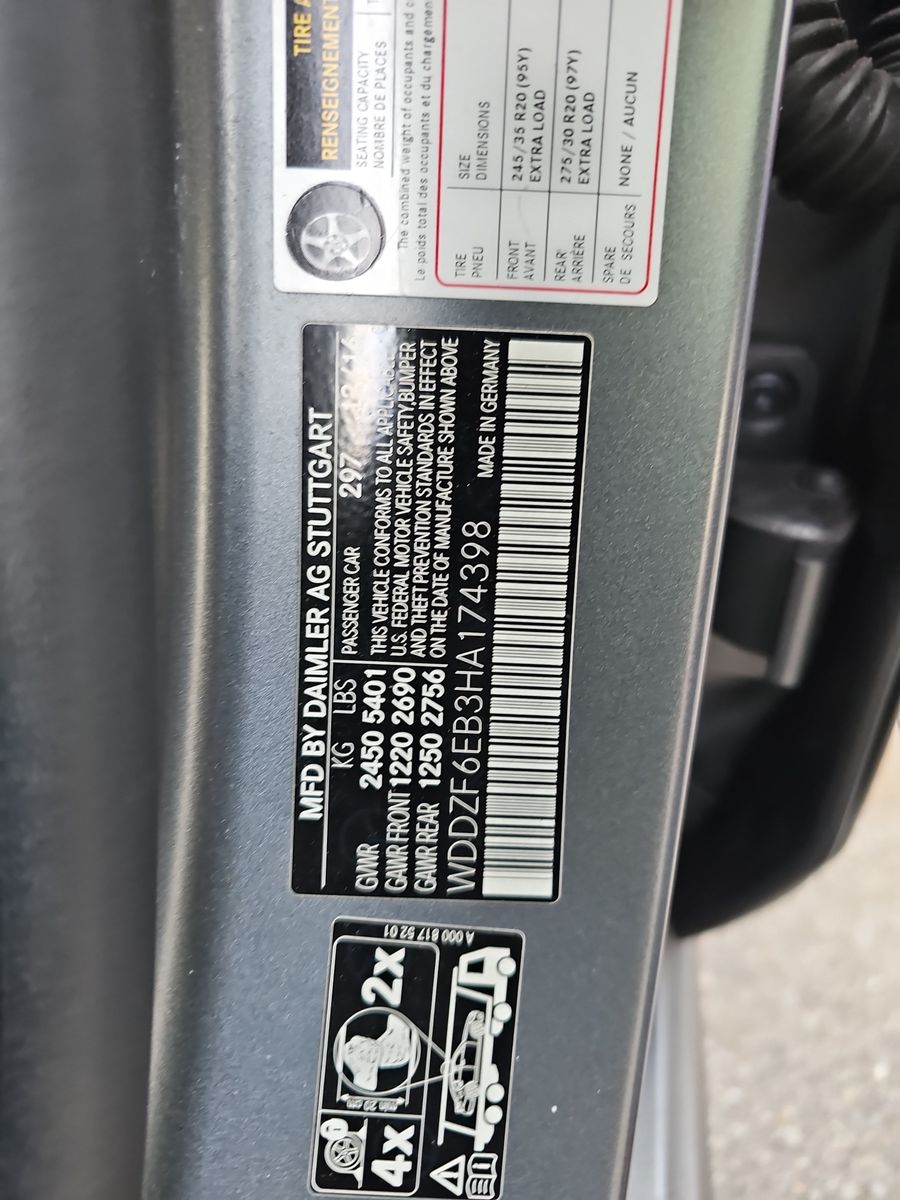 TIRE A
RENSEIGNEMENT
SEATING CAPACITY
NOMBRE DE PLACES
The combined weight of occupants and c
Le poids total des occupants et du chargemen
TIRE SIZE
PNEU DIMENSIONS
FRONT 245/35 R20 (95Y)
AVANT EXTRA LOAD
REAR 275/30 R20 (97Y)
ARRIÈRE EXTRA LOAD
SPARE NONE / AUCUN
DE SECOURS
MFD BY DAIMLER AG STUTTGART
KG LBS PASSENGER CAR 297
GVWR 2450 5401
GAWR FRONT 1220 2690
GAWR REAR 1250 2756
THIS VEHICLE CONFORMS TO ALL APPLICABLE
U.S. FEDERAL MOTOR VEHICLE SAFETY,BUMPER
AND THEFT PREVENTION STANDARDS IN EFFECT
ON THE DATE OF MANUFACTURE SHOWN ABOVE
WDDZF6EB3HA174398 MADE IN GERMANY
A 000 817 52 01
4x 2x
min 20 cm